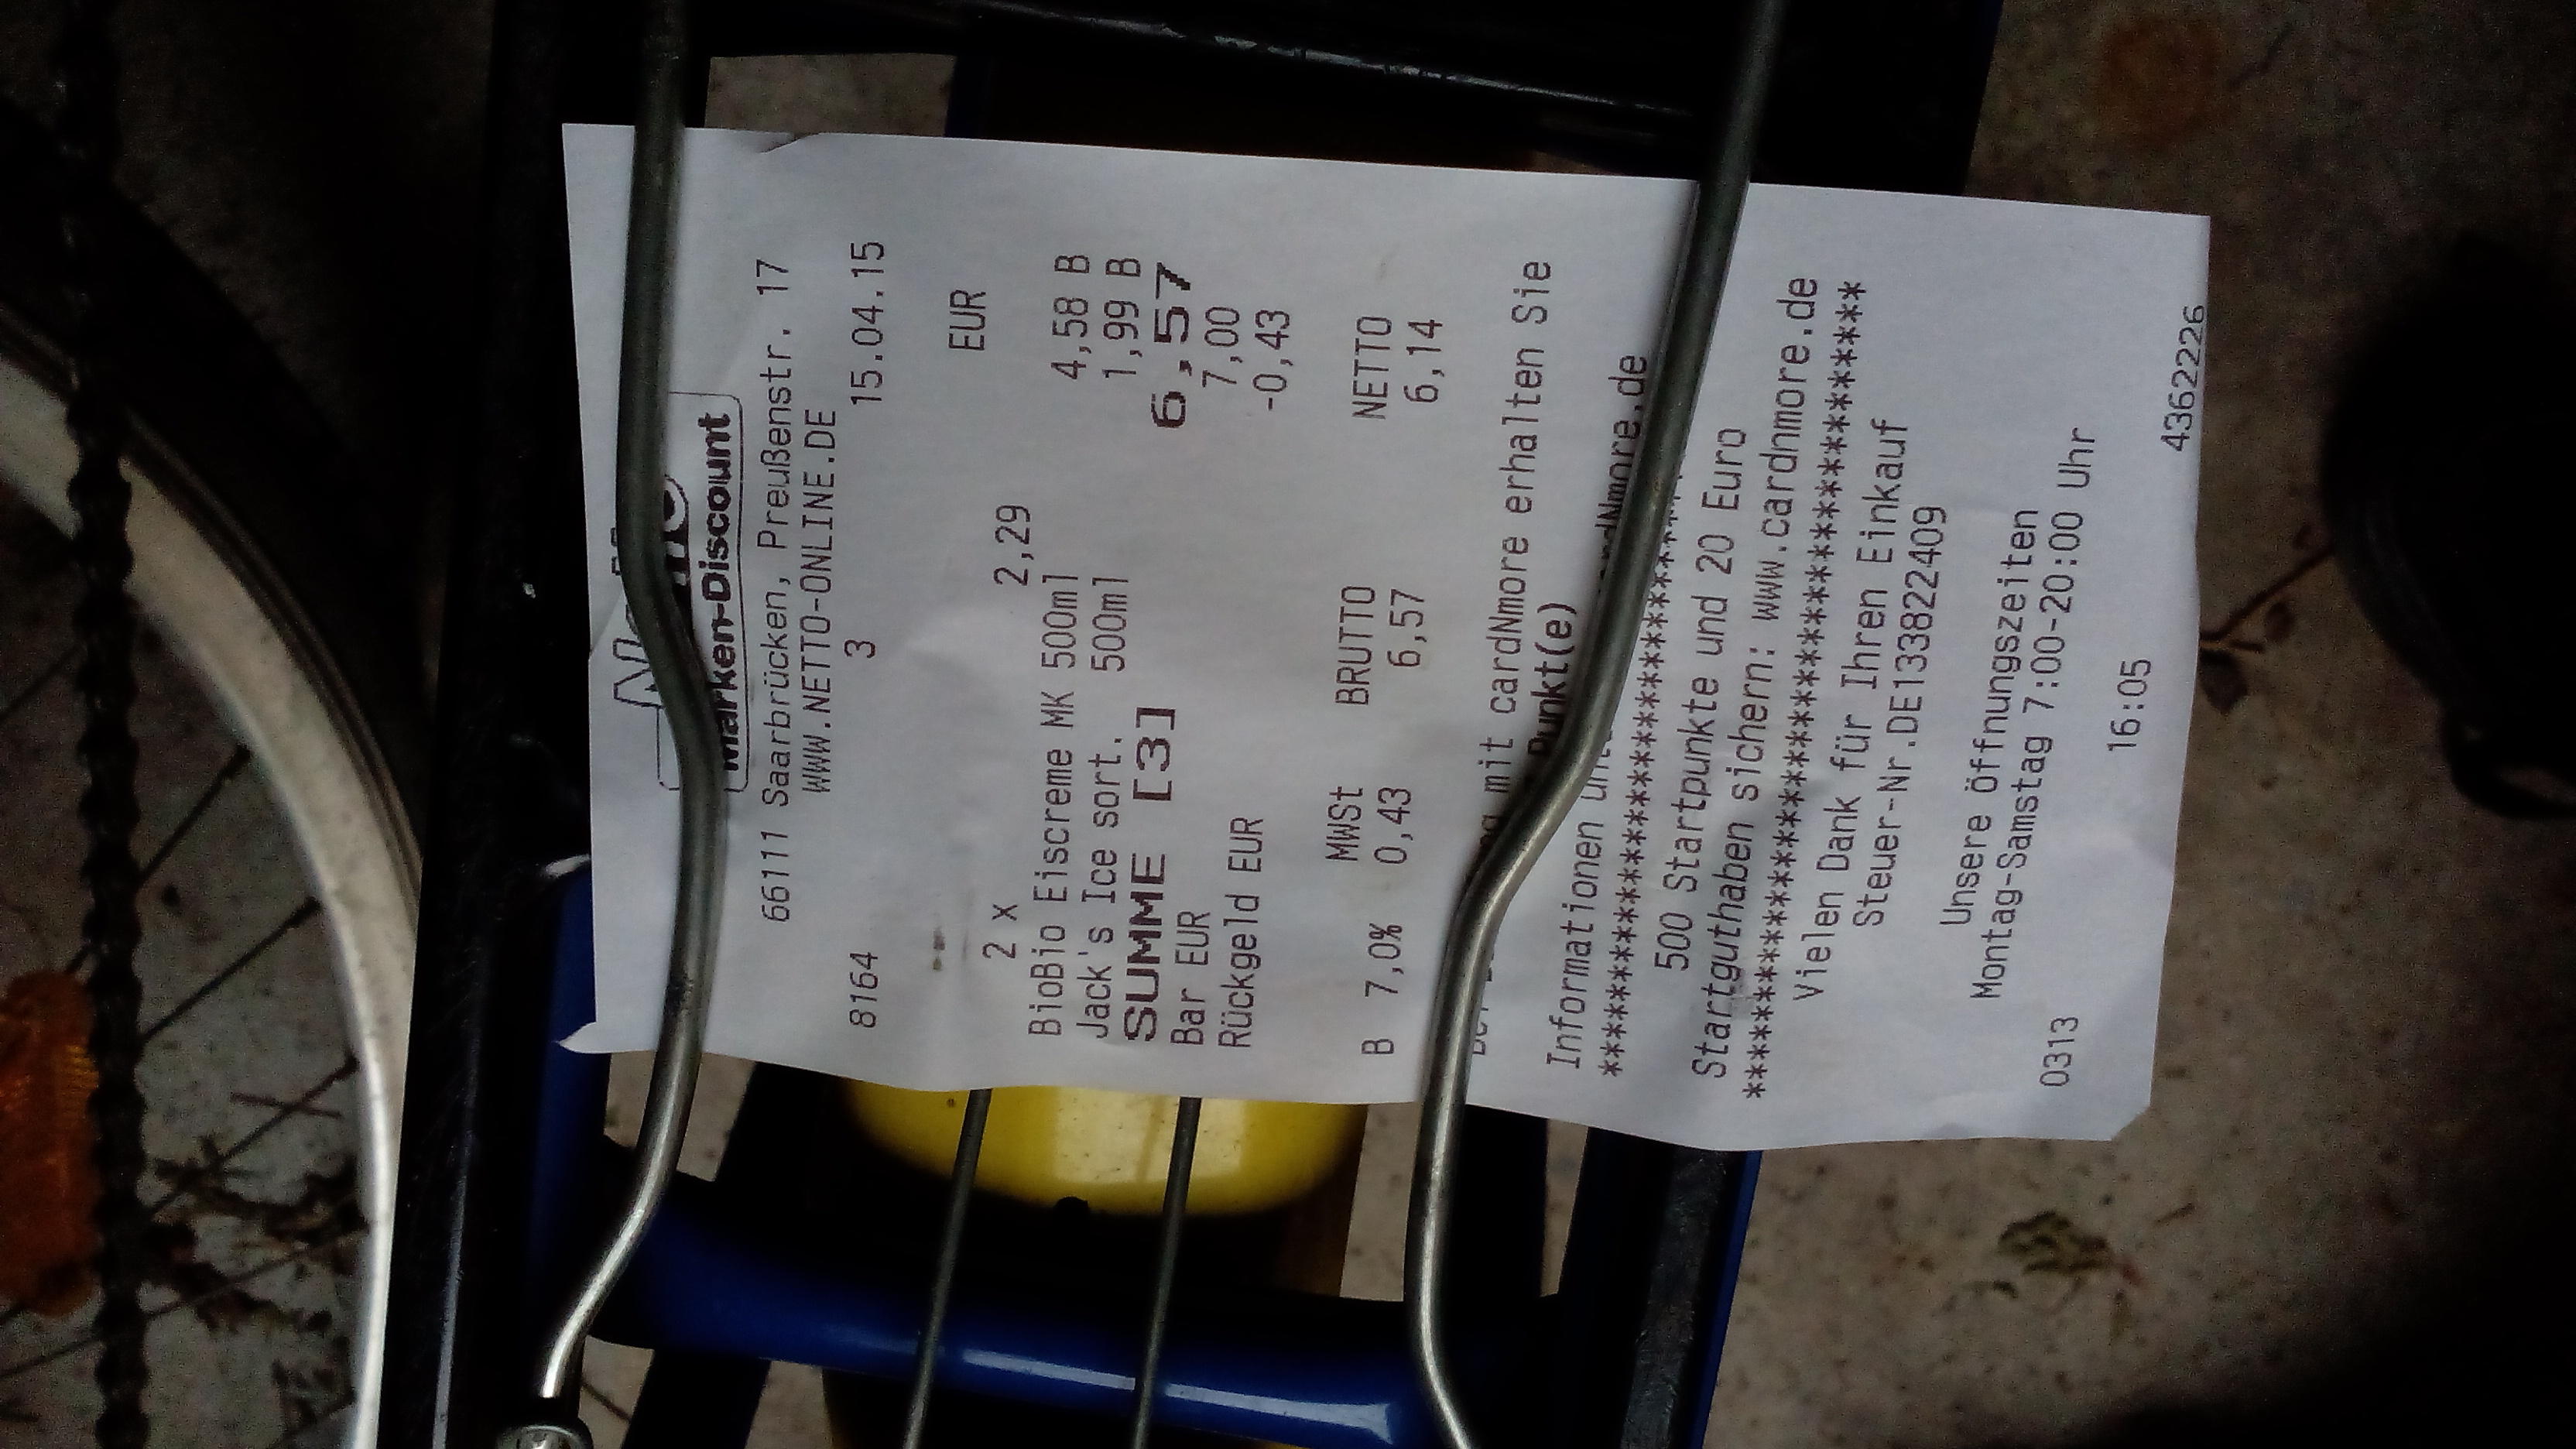 Marken-Discount
66111 Saarbrücken, Preußenstr. 17
WWW.NETTO-ONLINE.DE
8164 3 15.04.15
EUR
2 x 2,29
BioBio Eiscreme MK 500ml 4,58 B
Jack's Ice sort. 500ml 1,99 B
SUMME [3] 6,57
Bar EUR 7,00
Rückgeld EUR -0,43
MWSt BRUTTO NETTO
B 7,0% 0,43 6,57 6,14
mit cardNmore erhalten Sie
Punkt(e)
Informationen cardNmore.de
****************************************
500 Startpunkte und 20 Euro
Startguthaben sichern: www.cardnmore.de
****************************************
Vielen Dank für Ihren Einkauf
Steuer-Nr.DE133822409
Unsere Öffnungszeiten
Montag-Samstag 7:00-20:00 Uhr
0313 16:05 4362226